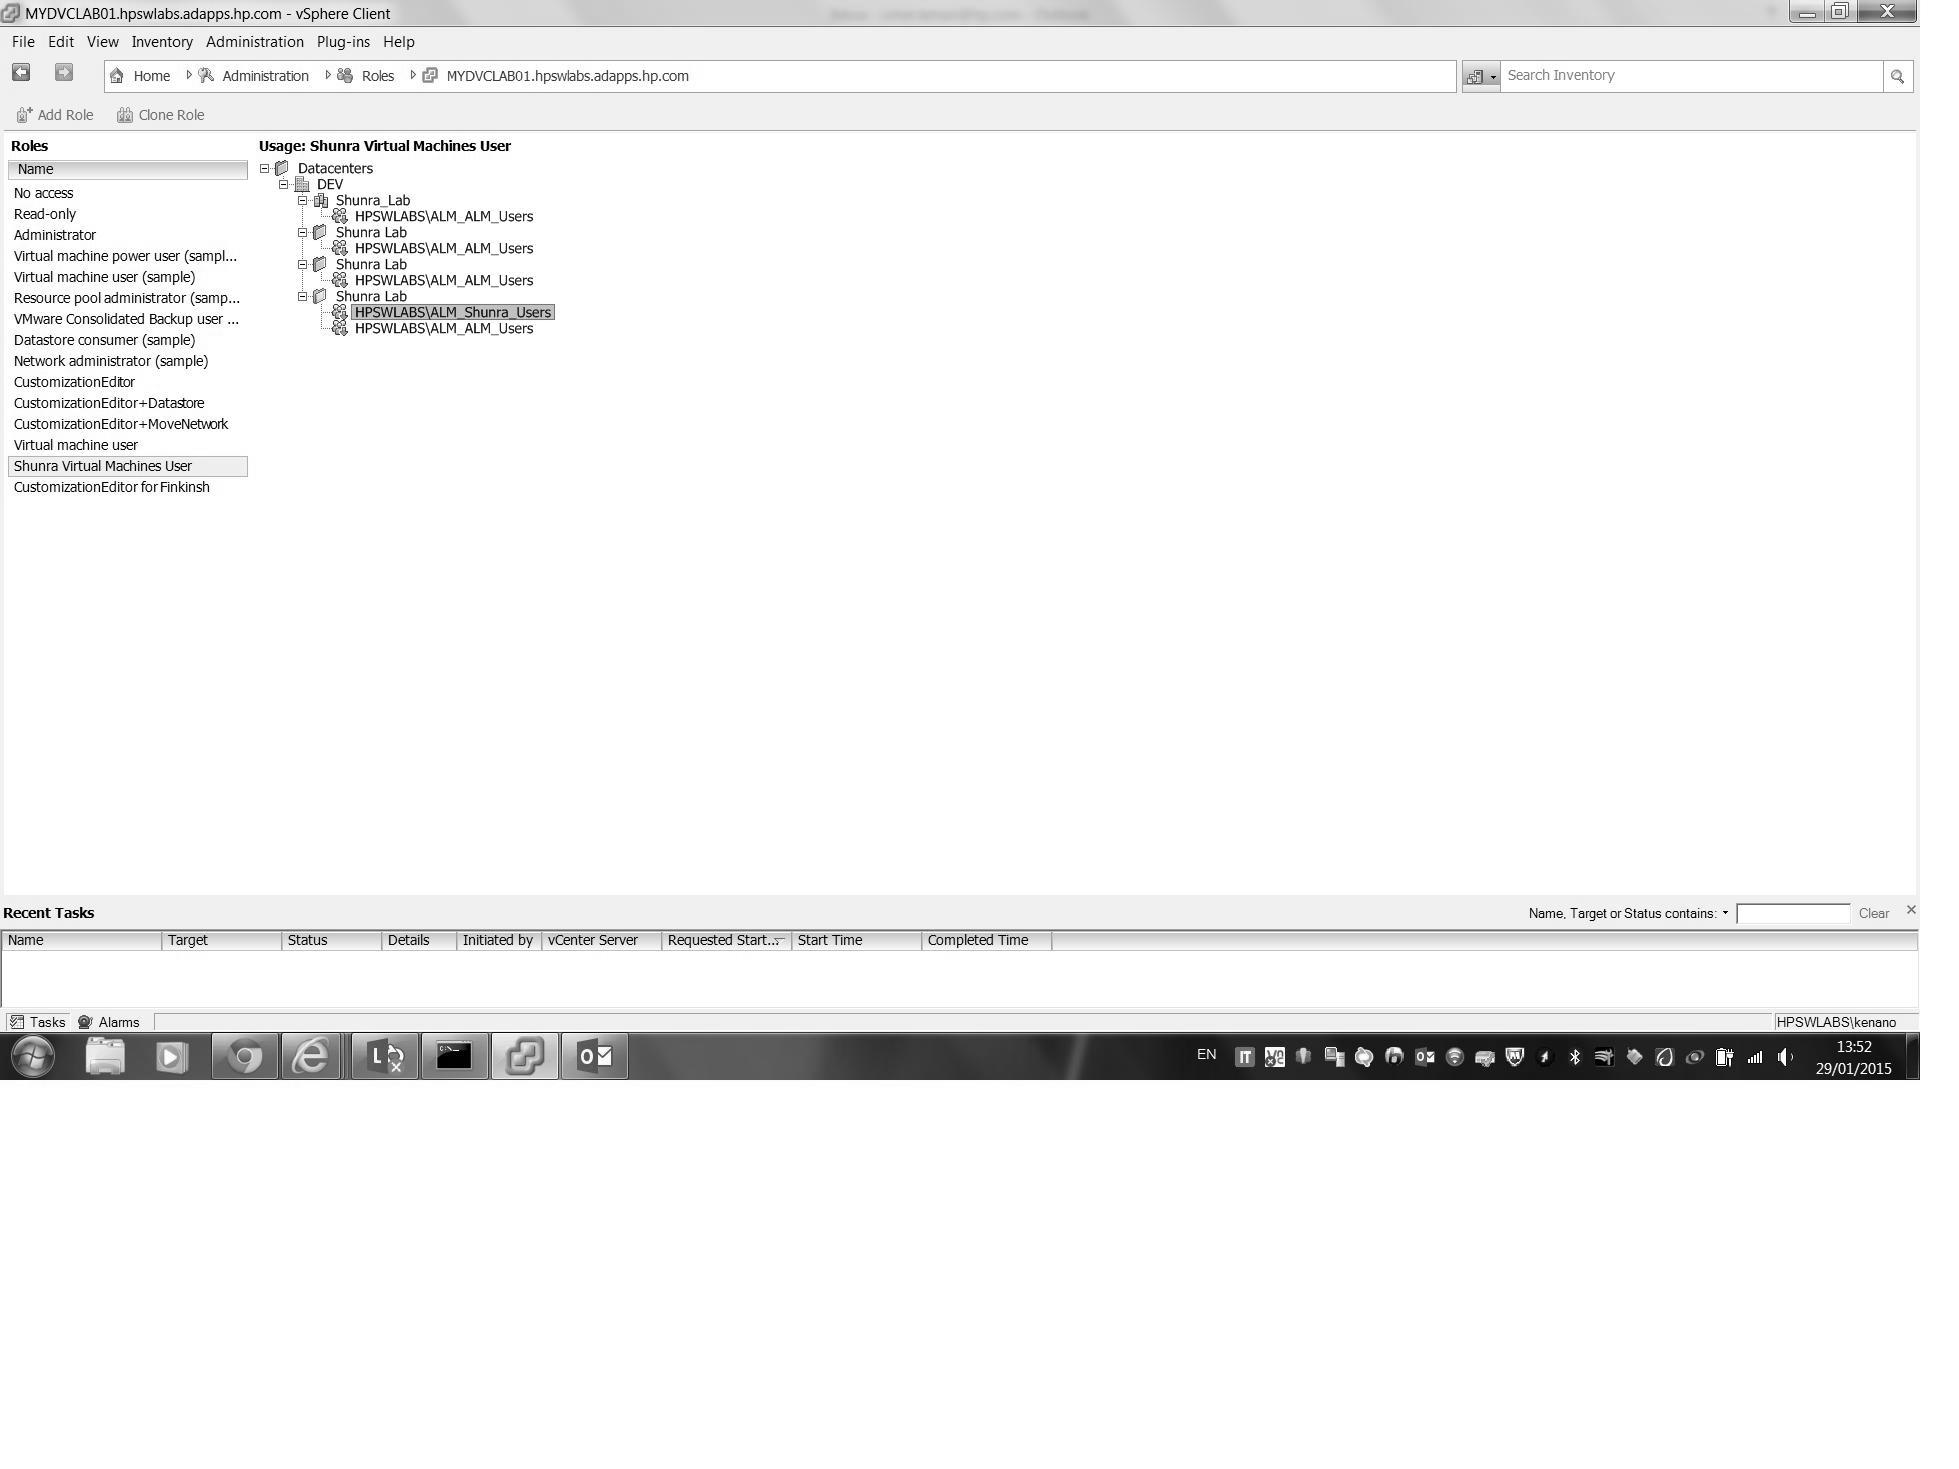 MYDVCLAB01.hpswlabs.adapps.hp.com - vSphere Client
File Edit View Inventory Administration Plug-ins Help
Home Administration Roles MYDVCLAB01.hpswlabs.adapps.hp.com Search Inventory
Add Role Clone Role
Roles
Name
No access
Read-only
Administrator
Virtual machine power user (sampl...
Virtual machine user (sample)
Resource pool administrator (samp...
VMware Consolidated Backup user ...
Datastore consumer (sample)
Network administrator (sample)
CustomizationEditor
CustomizationEditor+Datastore
CustomizationEditor+MoveNetwork
Virtual machine user
Shunra Virtual Machines User
CustomizationEditor for Finkinsh
Usage: Shunra Virtual Machines User
Datacenters
DEV
Shunra_Lab
HPSWLABS\ALM_ALM_Users
Shunra Lab
HPSWLABS\ALM_ALM_Users
Shunra Lab
HPSWLABS\ALM_ALM_Users
Shunra Lab
HPSWLABS\ALM_Shunra_Users
HPSWLABS\ALM_ALM_Users
Recent Tasks Name, Target or Status contains: Clear
Name Target Status Details Initiated by vCenter Server Requested Start... Start Time Completed Time
Tasks Alarms HPSWLABS\kenano
EN 13:52
29/01/2015